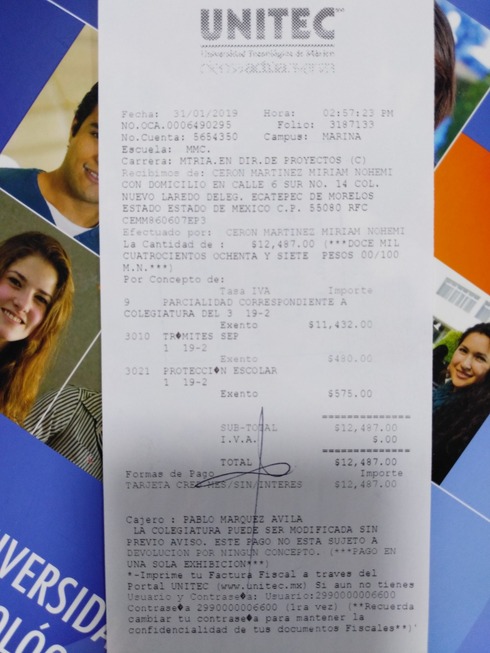 UNITEC
Universidad Tecnológica de México
Fecha: 31/01/2019 Hora: 02:57:23 PM
NO.OCA.0006490295 Folio: 3187133
No.Cuenta: 5654350 Campus: MARINA
Escuela: MMC.
Carrera: MTRIA.EN DIR.DE PROYECTOS (C)
Recibimos de: CERON MARTINEZ MIRIAM NOHEMI
CON DOMICILIO EN CALLE 6 SUR NO. 14 COL.
NUEVO LAREDO DELEG. ECATEPEC DE MORELOS
ESTADO ESTADO DE MEXICO C.P. 55080 RFC
CEMM860607EP3
Efectuado por: CERON MARTINEZ MIRIAM NOHEMI
La Cantidad de : $12,487.00 (***DOCE MIL
CUATROCIENTOS OCHENTA Y SIETE PESOS 00/100
M.N.***)
Por Concepto de:
Tasa IVA Importe
9 PARCIALIDAD CORRESPONDIENTE A
COLEGIATURA DEL 3 19-2
Exento $11,432.00
3010 TR�MITES SEP
1 19-2
Exento $480.00
3021 PROTECCI�N ESCOLAR
1 19-2
Exento $575.00
==============
SUB-TOTAL $12,487.00
I.V.A. $.00
==============
TOTAL $12,487.00
Formas de Pago Importe
TARJETA CRED MES/SIN/INTERES $12,487.00
Cajero : PABLO MARQUEZ AVILA
LA COLEGIATURA PUEDE SER MODIFICADA SIN
PREVIO AVISO. ESTE PAGO NO ESTA SUJETO A
DEVOLUCION POR NINGUN CONCEPTO. (***PAGO EN
UNA SOLA EXHIBICION***)
*-Imprime tu Factura Fiscal a traves del
Portal UNITEC (www.unitec.mx) Si aun no tienes
Usuario y Contrase�a: Usuario:2990000006600
Contrase�a 2990000006600 (1ra vez) (**Recuerda
cambiar tu contrase�a para mantener la
confidencialidad de tus documentos Fiscales**)'